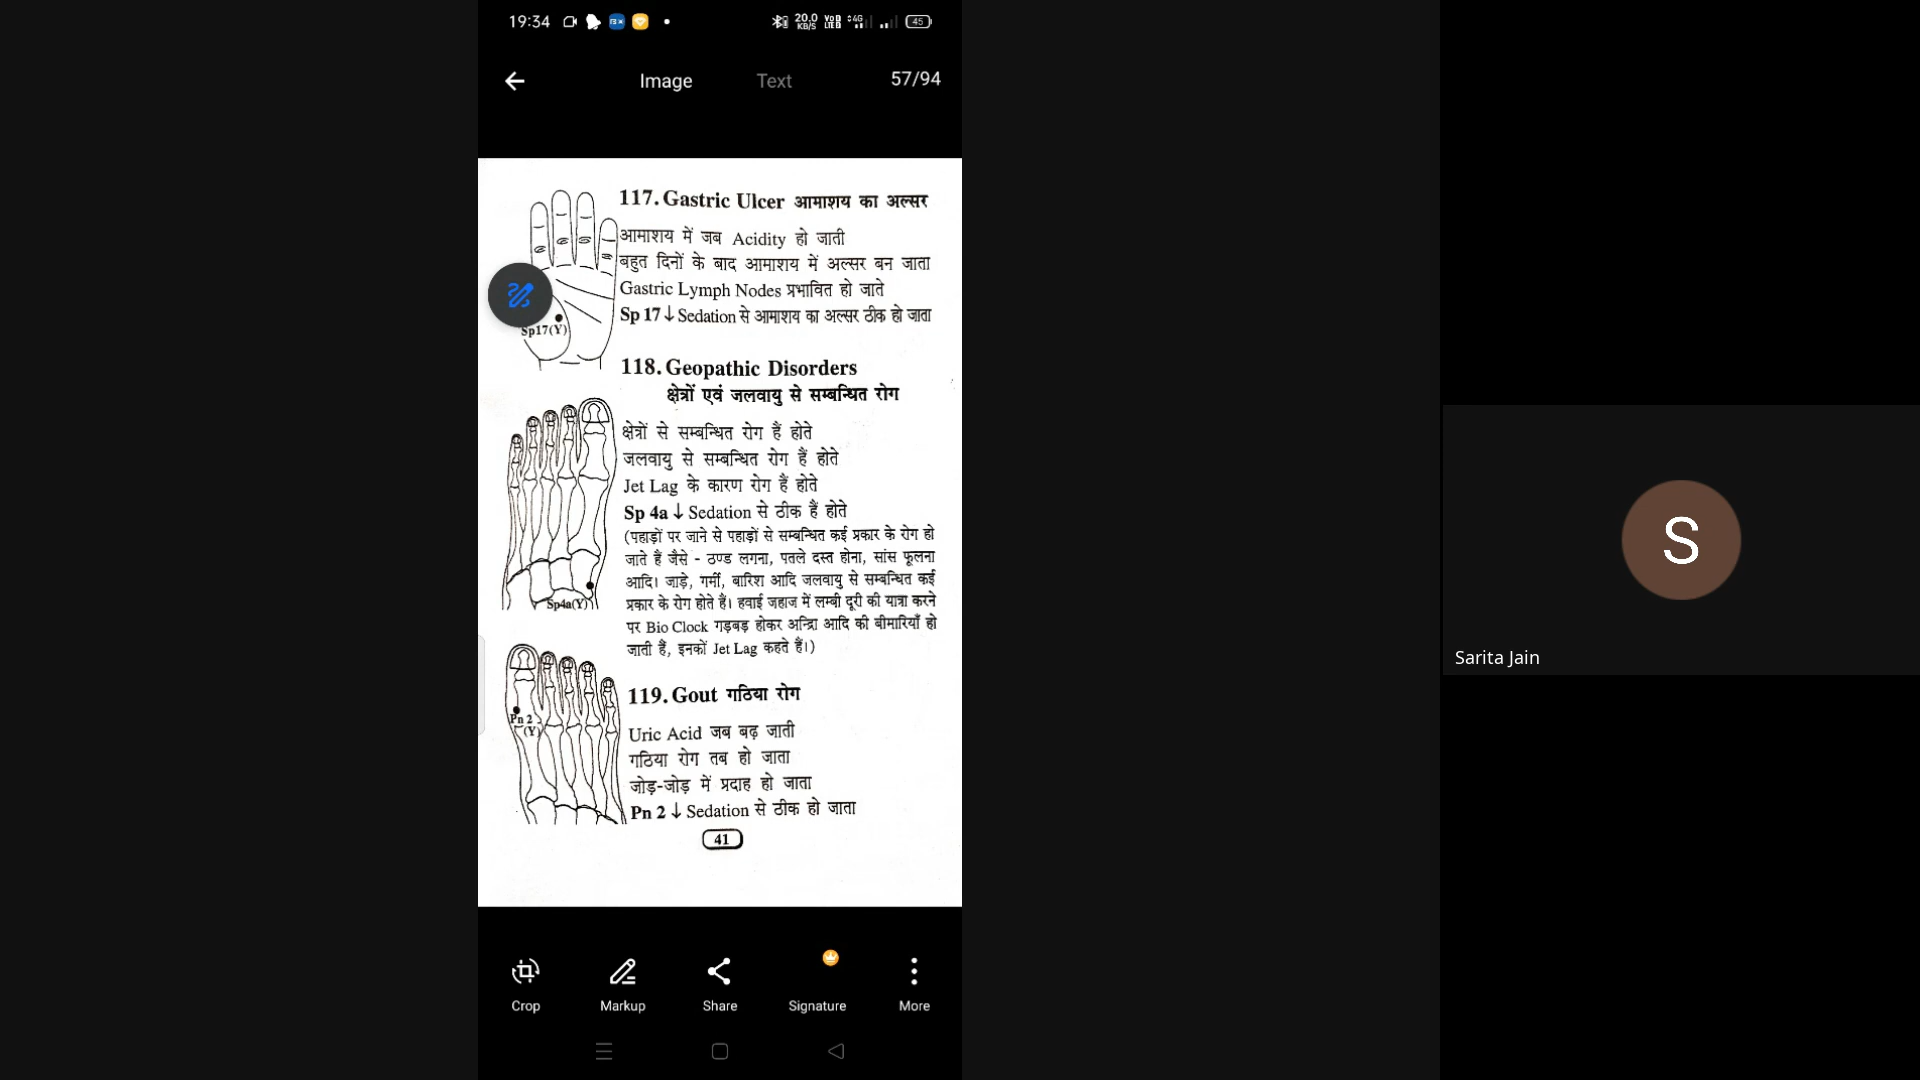 19:34
20.0 KB/S
4G
45
Image
Text
57/94
117. Gastric Ulcer आमाशय का अल्सर
आमाशय में जब Acidity हो जाती
बहुत दिनों के बाद आमाशय में अल्सर बन जाता
Gastric Lymph Nodes प्रभावित हो जाते
Sp 17 ↓ Sedation से आमाशय का अल्सर ठीक हो जाता
Sp17(Y)
118. Geopathic Disorders
क्षेत्रों एवं जलवायु से सम्बन्धित रोग
क्षेत्रों से सम्बन्धित रोग हैं होते
जलवायु से सम्बन्धित रोग हैं होते
Jet Lag के कारण रोग हैं होते
Sp 4a ↓ Sedation से ठीक हैं होते
(पहाड़ों पर जाने से पहाड़ों से सम्बन्धित कई प्रकार के रोग हो
जाते हैं जैसे - ठण्ड लगना, पतले दस्त होना, सांस फूलना
आदि। जाड़े, गर्मी, बारिश आदि जलवायु से सम्बन्धित कई
प्रकार के रोग होते हैं। हवाई जहाज में लम्बी दूरी की यात्रा करने
पर Bio Clock गड़बड़ होकर अन्द्रिा आदि की बीमारियाँ हो
जाती हैं, इनकों Jet Lag कहते हैं।)
Sp4a(Y)
119. Gout गठिया रोग
Uric Acid जब बढ़ जाती
गठिया रोग तब हो जाता
जोड़-जोड़ में प्रदाह हो जाता
Pn 2 ↓ Sedation से ठीक हो जाता
Pn 2
(Y)
41
Crop
Markup
Share
Signature
More
S
Sarita Jain